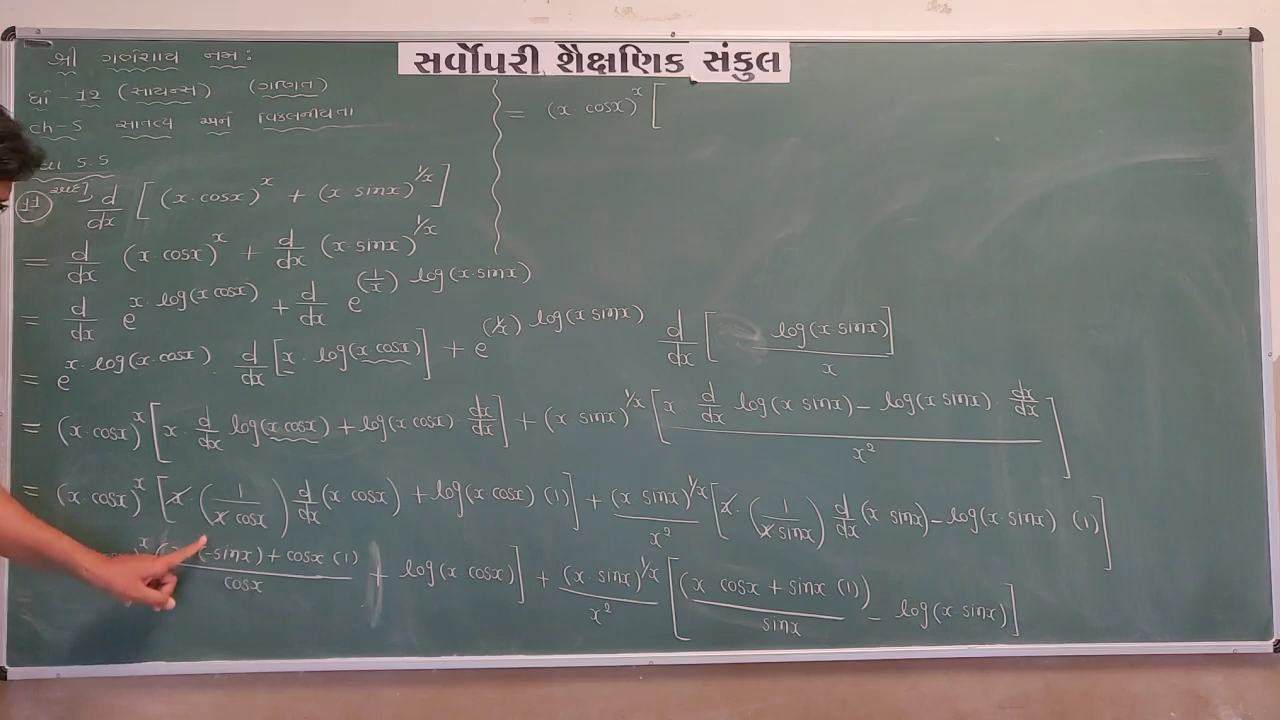 સર્વોપરી શૈક્ષણિક સંકુલ
શ્રી ગણેશાય નમ:
ધો - 12 (સાયન્સ) (ગણિત)
ch-5 સાતત્ય અને વિકલનીયતા
5.5
11 d/dx [ (x·cosx)^x + (x sinx)^(1/x) ]
= d/dx (x·cosx)^x + d/dx (x·sinx)^(1/x)
= d/dx e^(x·log(x cosx)) + d/dx e^((1/x) log(x·sinx))
= e^(x·log(x·cosx)) · d/dx [x·log(x cosx)] + e^((1/x) log(x sinx)) d/dx [ log(x sinx) / x ]
= (x·cosx)^x [ x· d/dx log(x cosx) + log(x cosx)· dx/dx ] + (x sinx)^(1/x) [ ( x d/dx log(x sinx) − log(x sinx)· dx/dx ) / x² ]
= (x·cosx)^x [ x·(1/(x cosx)) d/dx (x·cosx) + log(x cosx) (1) ] + (x sinx)^(1/x) / x² [ x·(1/(x sinx)) d/dx (x sinx) − log(x·sinx) (1) ]
(-sinx) + cosx (1) / cosx + log(x cosx) ] + (x·sinx)^(1/x) / x² [ (x cosx + sinx (1)) / sinx − log(x·sinx) ]
= (x·cosx)^x [